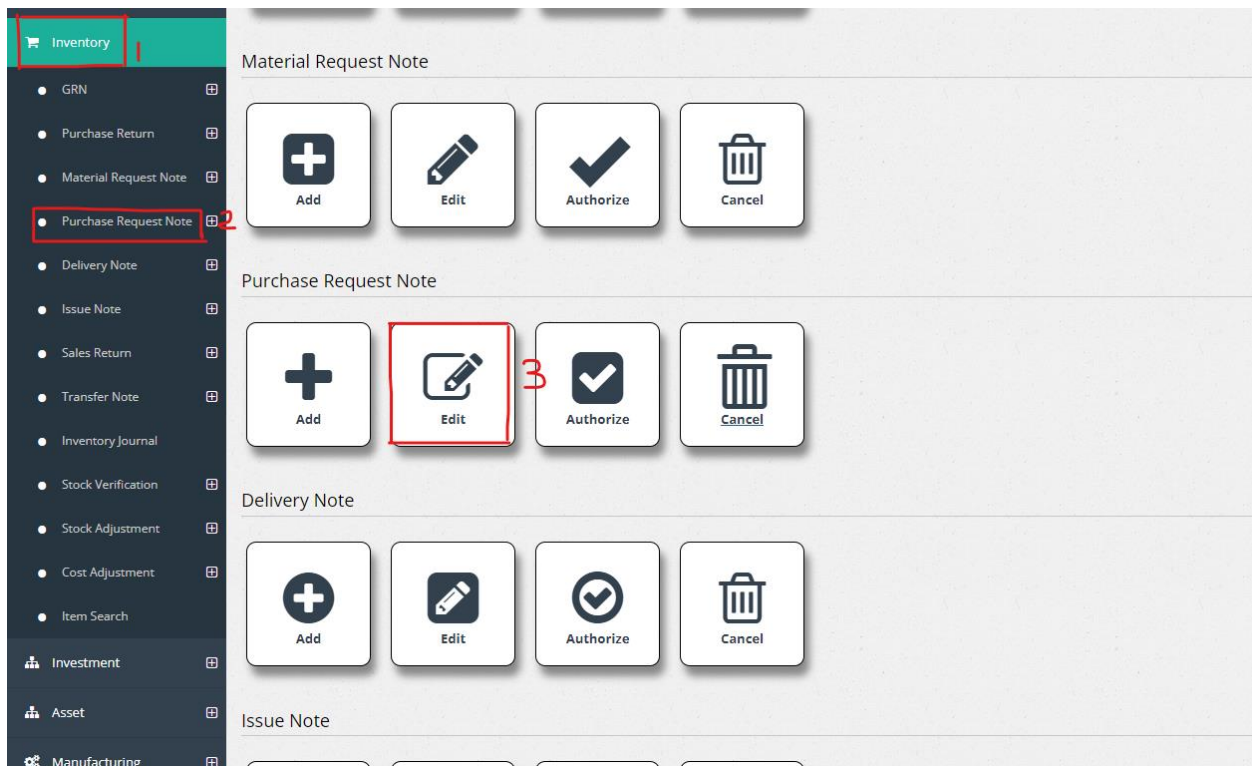 Inventory
1
GRN
Purchase Return
Material Request Note
Purchase Request Note
2
Delivery Note
Issue Note
Sales Return
Transfer Note
Inventory Journal
Stock Verification
Stock Adjustment
Cost Adjustment
Item Search
Investment
Asset
Manufacturing
Material Request Note
Add Edit Authorize Cancel
Purchase Request Note
3
Add Edit Authorize Cancel
Delivery Note
Add Edit Authorize Cancel
Issue Note